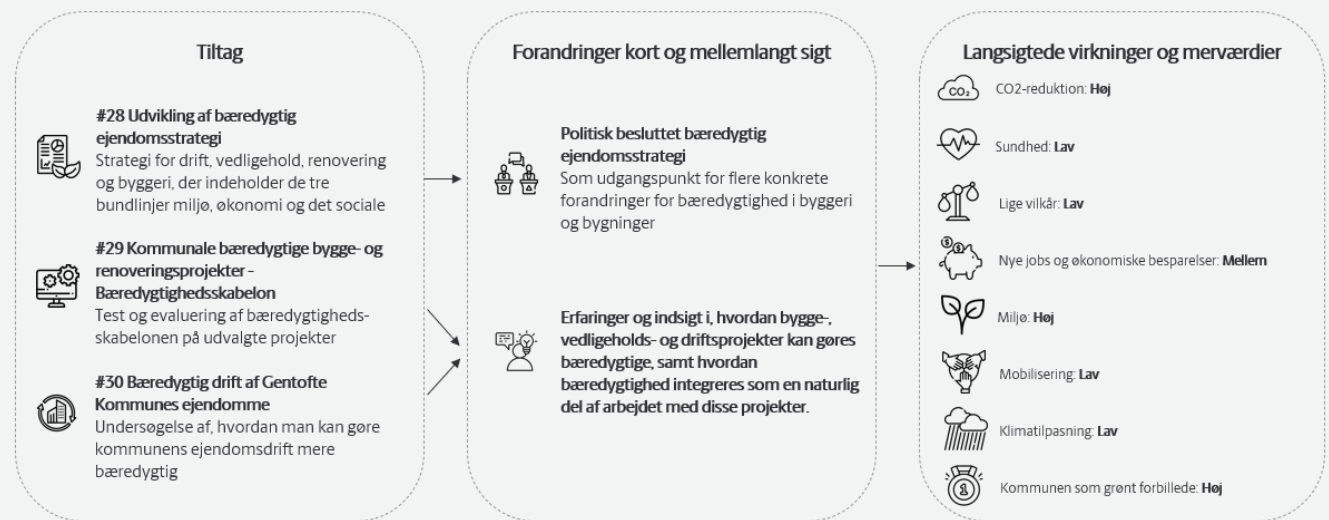 Tiltag
#28 Udvikling af bæredygtig
ejendomsstrategi
Strategi for drift, vedligehold, renovering
og byggeri, der indeholder de tre
bundlinjer miljø, økonomi og det sociale
#29 Kommunale bæredygtige bygge- og
renoveringsprojekter -
Bæredygtighedsskabelon
Test og evaluering af bæredygtigheds-
skabelonen på udvalgte projekter
#30 Bæredygtig drift af Gentofte
Kommunes ejendomme
Undersøgelse af, hvordan man kan gøre
kommunens ejendomsdrift mere
bæredygtig
Forandringer kort og mellemlangt sigt
Politisk besluttet bæredygtig
ejendomsstrategi
Som udgangspunkt for flere konkrete
forandringer for bæredygtighed i byggeri
og bygninger
Erfaringer og indsigt i, hvordan bygge-,
vedligeholds- og driftsprojekter kan gøres
bæredygtige, samt hvordan
bæredygtighed integreres som en naturlig
del af arbejdet med disse projekter.
Langsigtede virkninger og merværdier
CO₂
CO2-reduktion: Høj
Sundhed: Lav
Lige vilkår: Lav
$ $
Nye jobs og økonomiske besparelser: Mellem
Miljø: Høj
Mobilisering: Lav
Klimatilpasning: Lav
1
Kommunen som grønt forbillede: Høj